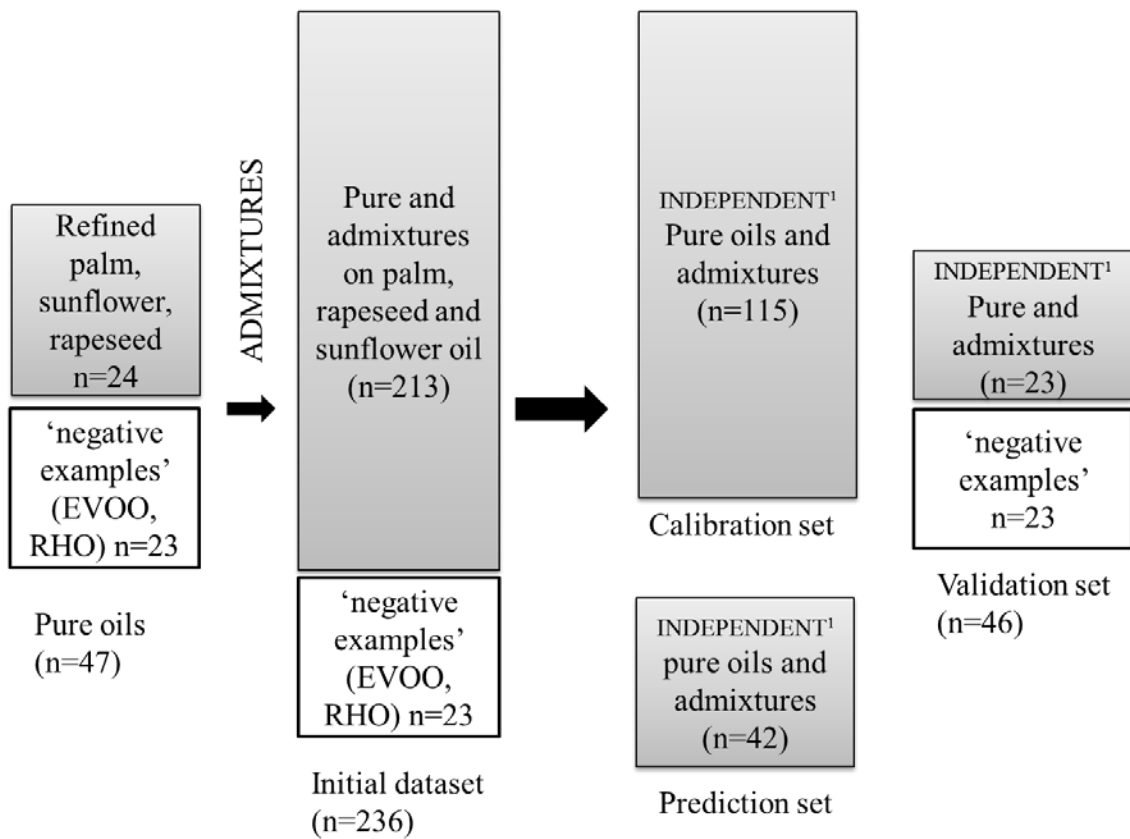 Refined
palm,
sunflower,
rapeseed
n=24
‘negative
examples’
(EVOO,
RHO) n=23
Pure oils
(n=47)
ADMIXTURES
Pure and
admixtures
on palm,
rapeseed and
sunflower oil
(n=213)
‘negative
examples’
(EVOO,
RHO) n=23
Initial dataset
(n=236)
INDEPENDENT¹
Pure oils and
admixtures
(n=115)
Calibration set
INDEPENDENT¹
pure oils and
admixtures
(n=42)
Prediction set
INDEPENDENT¹
Pure and
admixtures
(n=23)
‘negative
examples’
n=23
Validation set
(n=46)